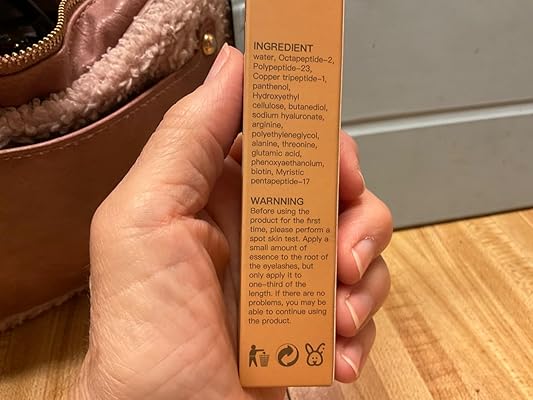 INGREDIENT
water, Octapeptide-2,
Polypeptide-23,
Copper tripeptide-1,
panthenol,
Hydroxyethyl
cellulose, butanediol,
sodium hyaluronate,
arginine,
polyethyleneglycol,
alanine, threonine,
glutamic acid,
phenoxyaethanolum,
biotin, Myristic
pentapeptide-17
WARNNING
Before using the
product for the first
time, please perform a
spot skin test. Apply a
small amount of
essence to the root of
the eyelashes, but
only apply it to
one-third of the
length. If there are no
problems, you may be
able to continue using
the product.